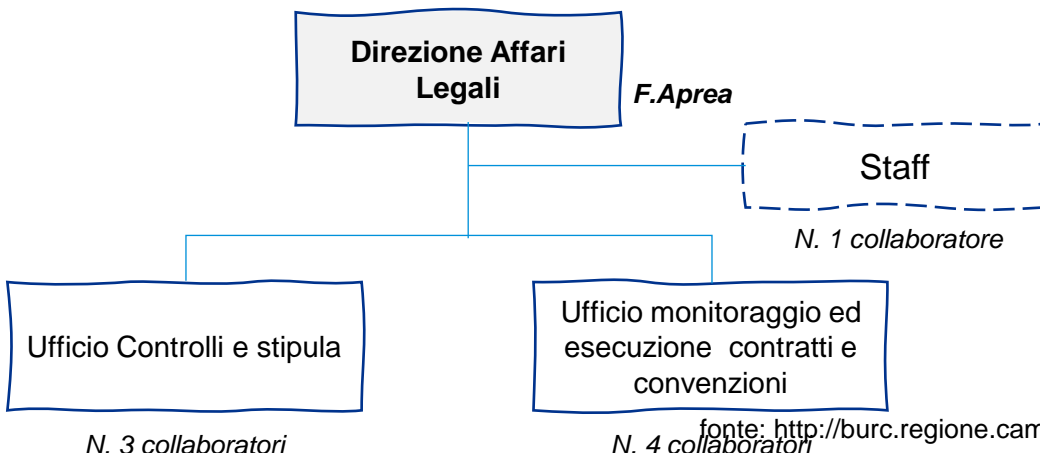 Direzione Affari
Legali
F.Aprea
Staff
N. 1 collaboratore
Ufficio Controlli e stipula
Ufficio monitoraggio ed
esecuzione contratti e
convenzioni
N. 3 collaboratori
N. 4 collaboratori
fonte: http://burc.regione.cam